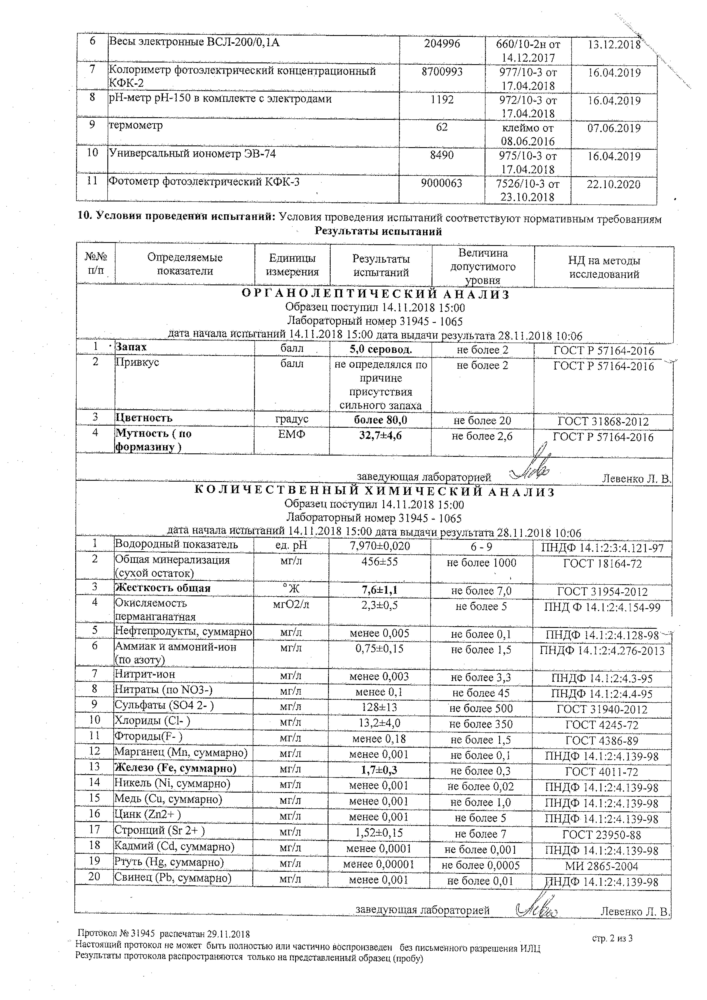 6 Весы электронные ВСЛ-200/0,1А 204996 660/10-2н от 13.12.2018
14.12.2017
7 Колориметр фотоэлектрический концентрационный 8700993 977/10-3 от 16.04.2019
КФК-2 17.04.2018
8 рН-метр рН-150 в комплекте с электродами 1192 972/10-3 от 16.04.2019
17.04.2018
9 термометр 62 клеймо от 07.06.2019
08.06.2016
10 Универсальный иономер ЭВ-74 8490 975/10-3 от 16.04.2019
17.04.2018
11 Фотометр фотоэлектрический КФК-3 9000063 7526/10-3 от 22.10.2020
23.10.2018
10. Условия проведения испытаний: Условия проведения испытаний соответствуют нормативным требованиям
Результаты испытаний
№№ Определяемые Единицы Результаты Величина НД на методы
п/п показатели измерения испытаний допустимого исследований
уровня
ОРГАНОЛЕПТИЧЕСКИЙ АНАЛИЗ
Образец поступил 14.11.2018 15:00
Лабораторный номер 31945 - 1065
дата начала испытаний 14.11.2018 15:00 дата выдачи результата 28.11.2018 10:06
1 Запах балл 5,0 серовод. не более 2 ГОСТ Р 57164-2016
2 Привкус балл не определялся по не более 2 ГОСТ Р 57164-2016
причине
присутствия
сильного запаха
3 Цветность градус более 80,0 не более 20 ГОСТ 31868-2012
4 Мутность ( по ЕМФ 32,7±4,6 не более 2,6 ГОСТ Р 57164-2016
формазину )
заведующая лабораторией Левенко Л. В.
КОЛИЧЕСТВЕННЫЙ ХИМИЧЕСКИЙ АНАЛИЗ
Образец поступил 14.11.2018 15:00
Лабораторный номер 31945 - 1065
дата начала испытаний 14.11.2018 15:00 дата выдачи результата 28.11.2018 10:06
1 Водородный показатель ед. рН 7,970±0,020 6 - 9 ПНДФ 14.1:2:3:4.121-97
2 Общая минерализация мг/л 456±55 не более 1000 ГОСТ 18164-72
(сухой остаток)
3 Жесткость общая °Ж 7,6±1,1 не более 7,0 ГОСТ 31954-2012
4 Окисляемость мгО2/л 2,3±0,5 не более 5 ПНД Ф 14.1:2:4.154-99
перманганатная
5 Нефтепродукты, суммарно мг/л менее 0,005 не более 0,1 ПНДФ 14.1:2:4.128-98
6 Аммиак и аммоний-ион мг/л 0,75±0,15 не более 1,5 ПНДФ 14.1:2:4.276-2013
(по азоту)
7 Нитрит-ион мг/л менее 0,003 не более 3,3 ПНДФ 14.1:2:4.3-95
8 Нитраты (по NO3-) мг/л менее 0,1 не более 45 ПНДФ 14.1:2:4.4-95
9 Сульфаты (SO4 2- ) мг/л 128±13 не более 500 ГОСТ 31940-2012
10 Хлориды (Cl- ) мг/л 13,2±4,0 не более 350 ГОСТ 4245-72
11 Фториды(F- ) мг/л менее 0,18 не более 1,5 ГОСТ 4386-89
12 Марганец (Mn, суммарно) мг/л менее 0,001 не более 0,1 ПНДФ 14.1:2:4.139-98
13 Железо (Fe, суммарно) мг/л 1,7±0,3 не более 0,3 ГОСТ 4011-72
14 Никель (Ni, суммарно) мг/л менее 0,001 не более 0,02 ПНДФ 14.1:2:4.139-98
15 Медь (Cu, суммарно) мг/л менее 0,001 не более 1,0 ПНДФ 14.1:2:4.139-98
16 Цинк (Zn2+ ) мг/л менее 0,001 не более 5 ПНДФ 14.1:2:4.139-98
17 Стронций (Sr 2+ ) мг/л 1,52±0,15 не более 7 ГОСТ 23950-88
18 Кадмий (Cd, суммарно) мг/л менее 0,0001 не более 0,001 ПНДФ 14.1:2:4.139-98
19 Ртуть (Hg, суммарно) мг/л менее 0,00001 не более 0,0005 МИ 2865-2004
20 Свинец (Pb, суммарно) мг/л менее 0,001 не более 0,01 ПНДФ 14.1:2:4.139-98
заведующая лабораторией Левенко Л. В.
Протокол № 31945 распечатан 29.11.2018 стр. 2 из 3
Настоящий протокол не может быть полностью или частично воспроизведен без письменного разрешения ИЛЦ
Результаты протокола распространяются только на представленный образец (пробу)